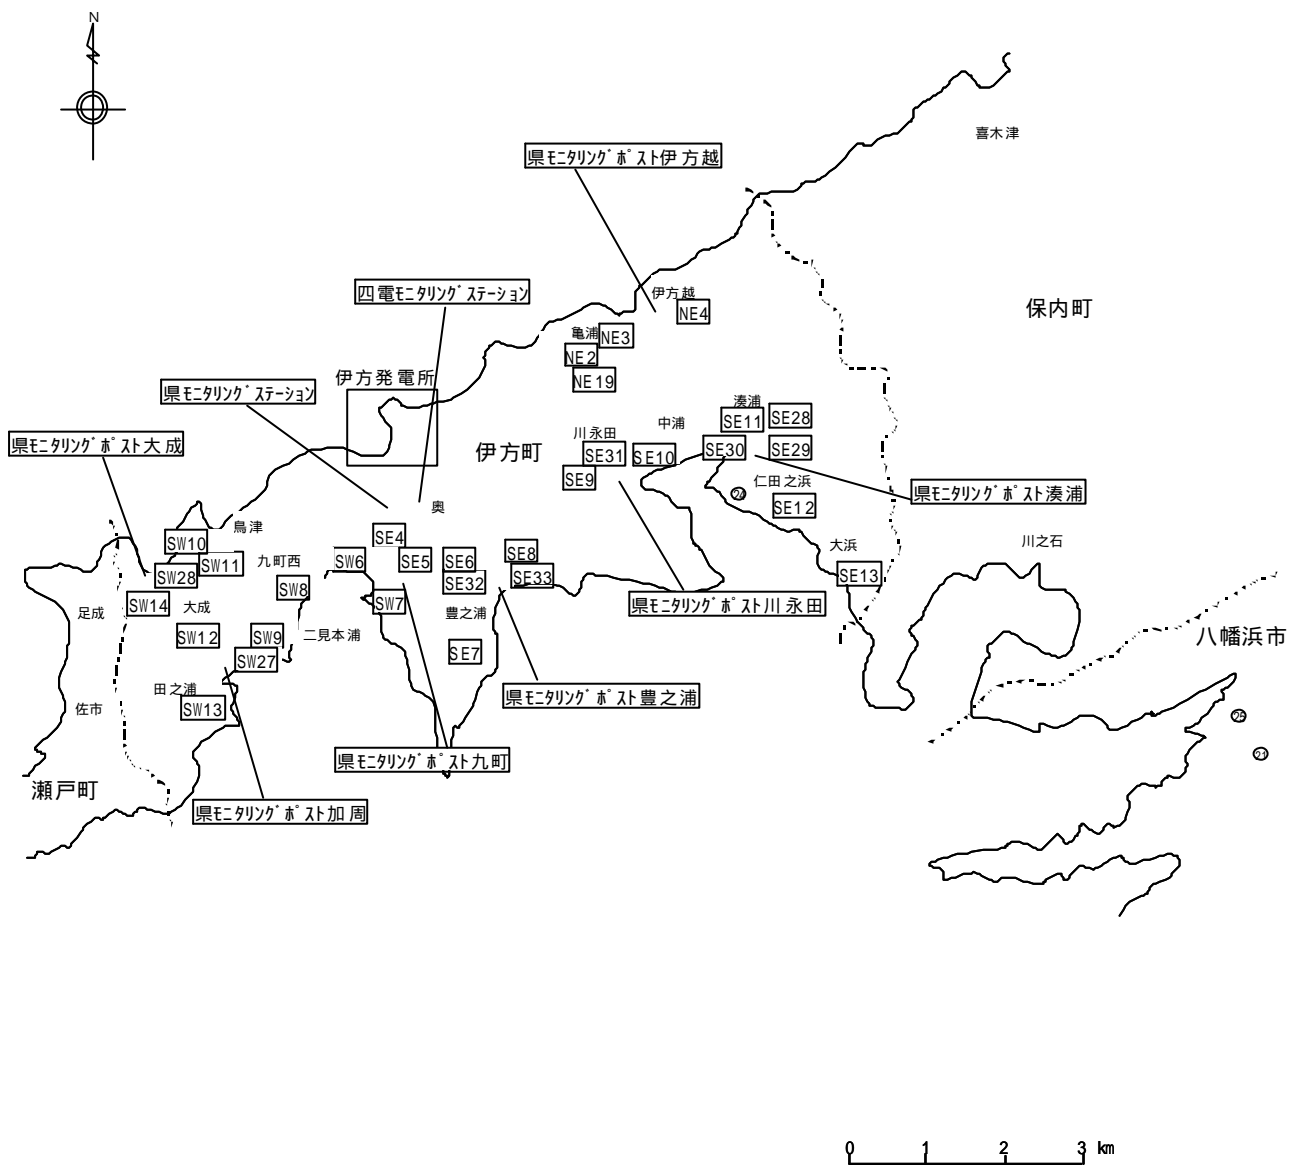 N
喜木津
県ﾓﾆﾀﾘﾝｸﾞﾎﾟｽﾄ伊方越
四電ﾓﾆﾀﾘﾝｸﾞｽﾃｰｼｮﾝ
伊方越
NE4
保内町
亀浦
NE3
NE2
NE19
伊方発電所
県ﾓﾆﾀﾘﾝｸﾞｽﾃｰｼｮﾝ
県ﾓﾆﾀﾘﾝｸﾞﾎﾟｽﾄ大成
伊方町
川永田
中浦
湊浦
SE11
SE28
SE31
SE10
SE30
SE29
SE9
仁田之浜
県ﾓﾆﾀﾘﾝｸﾞﾎﾟｽﾄ湊浦
24
SE12
奥
鳥津
SW10
SE4
大浜
川之石
SW11
九町西
SW6
SE5
SE6
SE8
SW28
SW8
SE32
SE33
SE13
SW14
足成
大成
SW7
県ﾓﾆﾀﾘﾝｸﾞﾎﾟｽﾄ川永田
豊之浦
SW12
SW9
二見本浦
八幡浜市
SW27
SE7
田之浦
県ﾓﾆﾀﾘﾝｸﾞﾎﾟｽﾄ豊之浦
佐市
SW13
25
21
県ﾓﾆﾀﾘﾝｸﾞﾎﾟｽﾄ九町
瀬戸町
県ﾓﾆﾀﾘﾝｸﾞﾎﾟｽﾄ加周
0 1 2 3 km